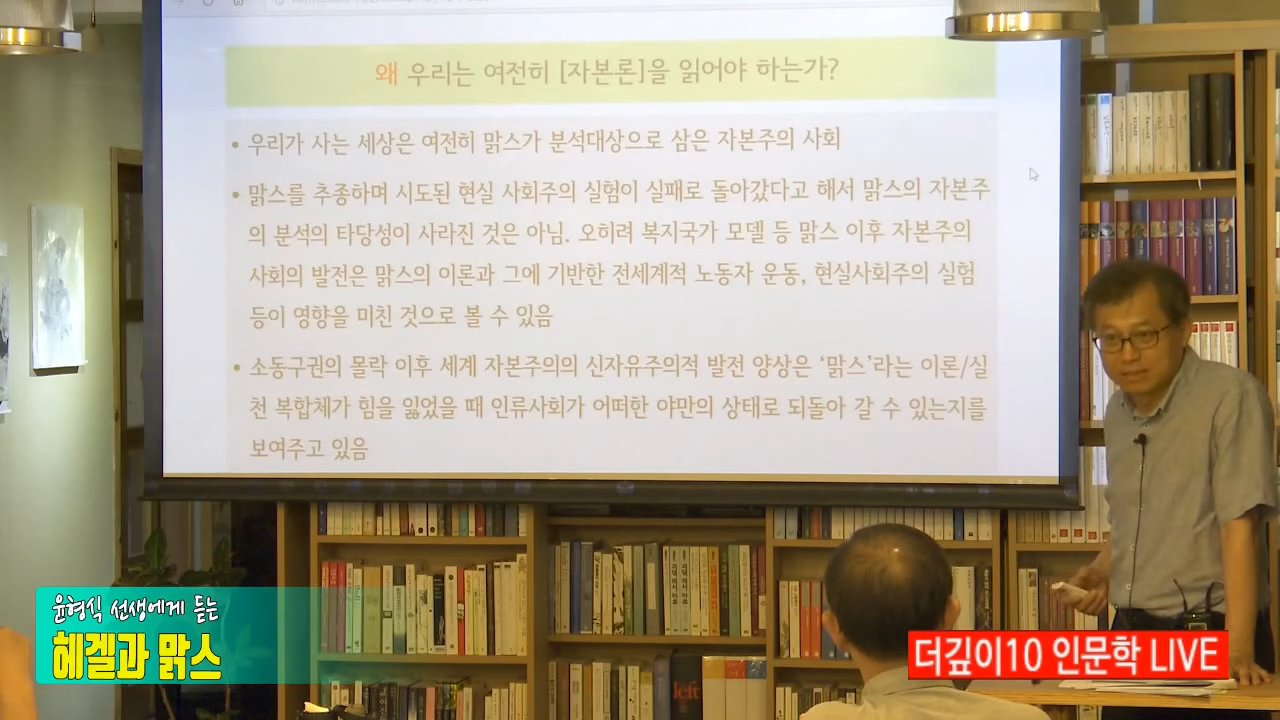 왜 우리는 여전히 [자본론]을 읽어야 하는가?
• 우리가 사는 세상은 여전히 맑스가 분석대상으로 삼은 자본주의 사회
• 맑스를 추종하며 시도된 현실 사회주의 실험이 실패로 돌아갔다고 해서 맑스의 자본주
의 분석의 타당성이 사라진 것은 아님. 오히려 복지국가 모델 등 맑스 이후 자본주의
사회의 발전은 맑스의 이론과 그에 기반한 전세계적 노동자 운동, 현실사회주의 실험
등이 영향을 미친 것으로 볼 수 있음
• 소동구권의 몰락 이후 세계 자본주의의 신자유주의적 발전 양상은 ‘맑스’라는 이론/실
천 복합체가 힘을 잃었을 때 인류사회가 어떠한 야만의 상태로 되돌아 갈 수 있는지를
보여주고 있음
left
윤형식 선생에게 듣는
헤겔과 맑스
더깊이10 인문학 LIVE